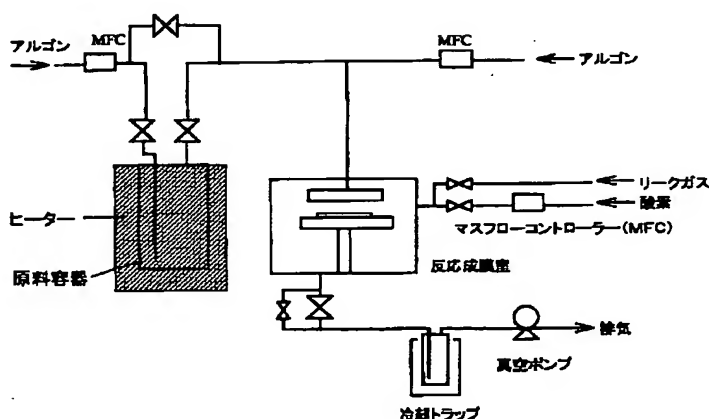 MFC
アルゴン
MFC
アルゴン
リークガス
酸素
マスフローコントローラー(MFC)
ヒーター
原料容器
反応成膜室
排気
真空ポンプ
冷却トラップ